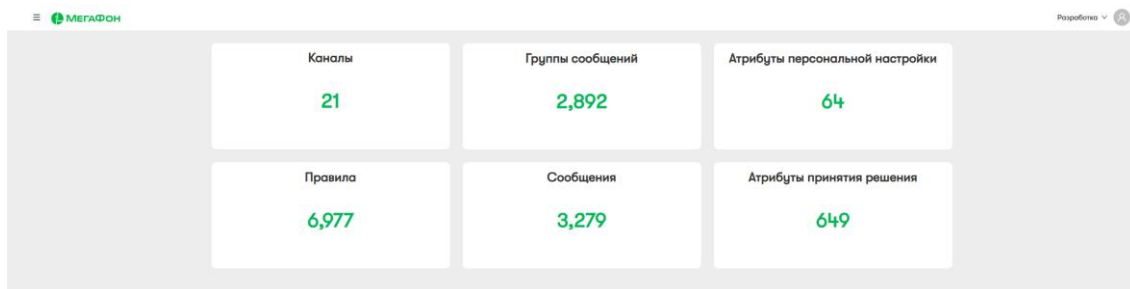 МЕГАФОН
Разработка
Каналы
21
Группы сообщений
2,892
Атрибуты персональной настройки
64
Правила
6,977
Сообщения
3,279
Атрибуты принятия решения
649